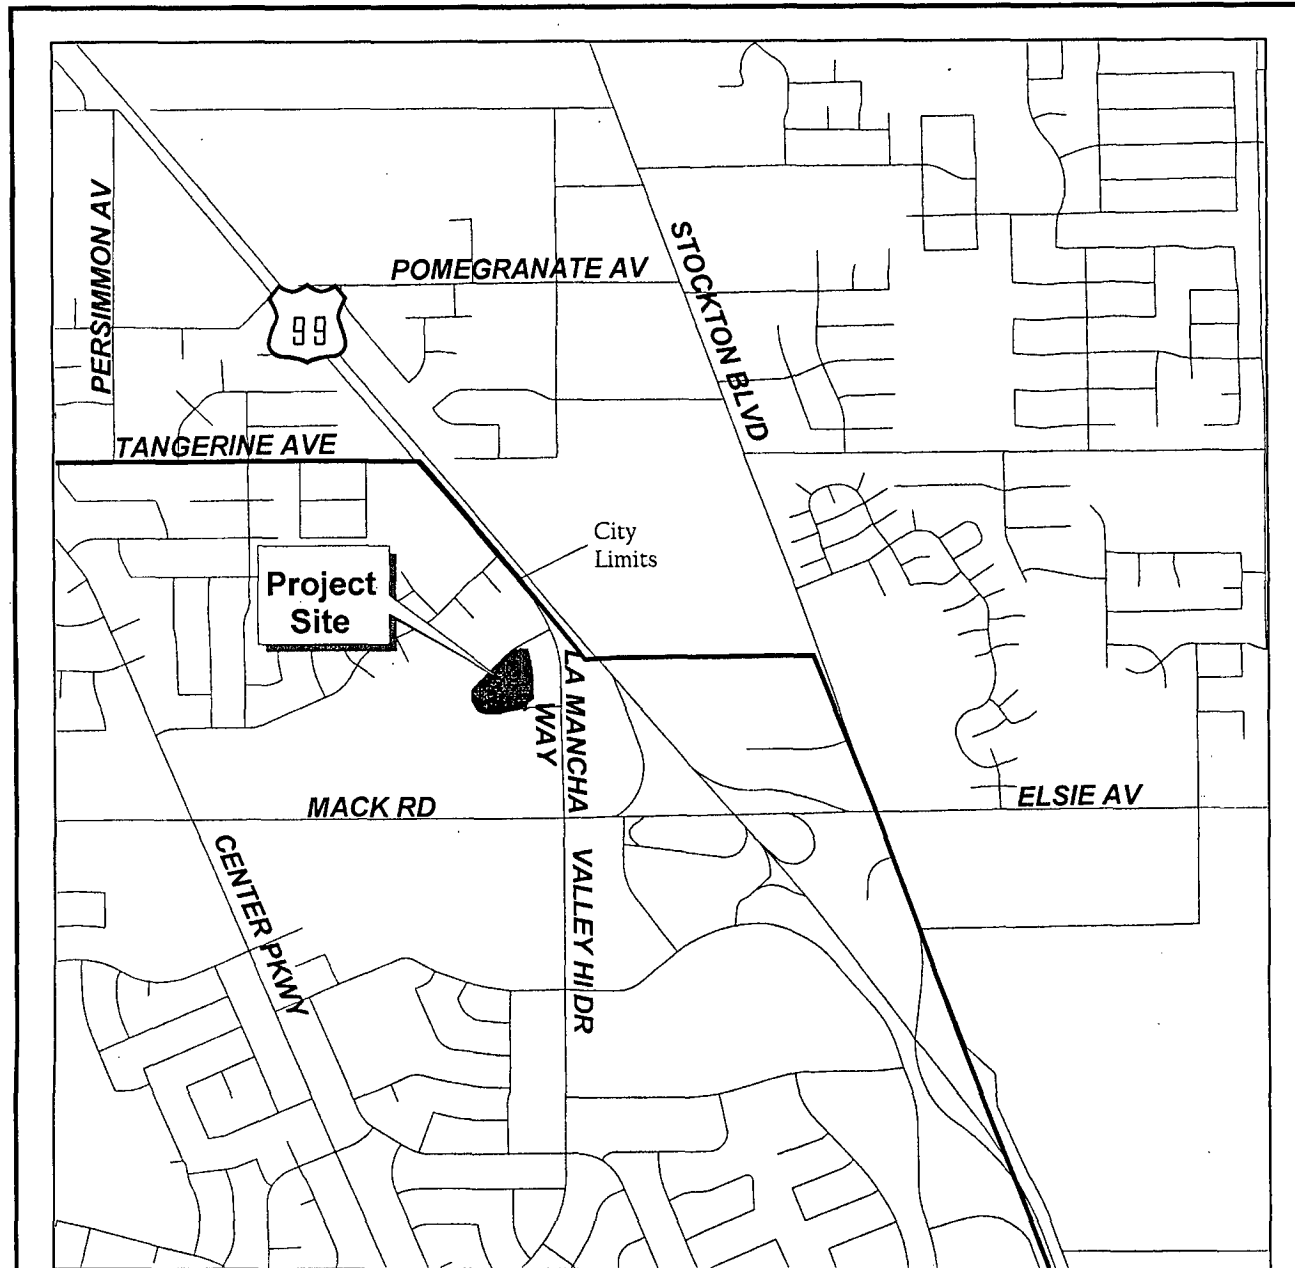 PERSIMMON AV
POMEGRANATE AV
STOCKTON BLVD
99
TANGERINE AVE
City
Limits
Project
Site
LA MANCHA
WAY
MACK RD
ELSIE AV
CENTER PKWY
VALLEY HI DR